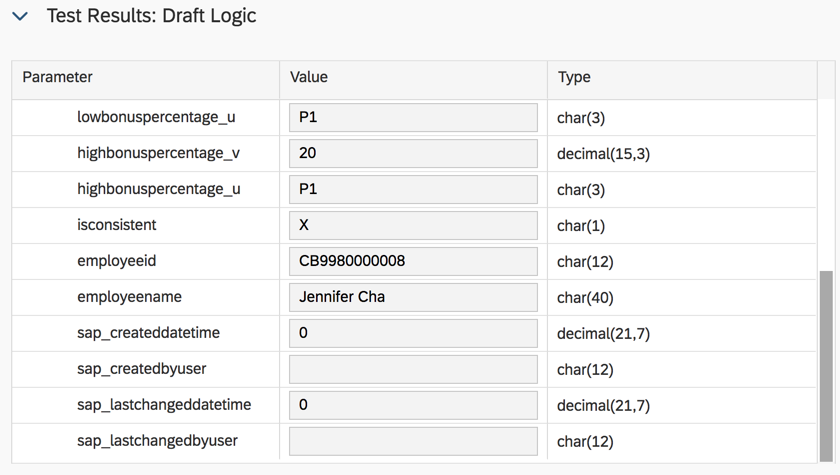 Test Results: Draft Logic
Parameter Value Type
lowbonuspercentage_u P1 char(3)
highbonuspercentage_v 20 decimal(15,3)
highbonuspercentage_u P1 char(3)
isconsistent X char(1)
employeeid CB9980000008 char(12)
employeename Jennifer Cha char(40)
sap_createddatetime 0 decimal(21,7)
sap_createdbyuser char(12)
sap_lastchangeddatetime 0 decimal(21,7)
sap_lastchangedbyuser char(12)